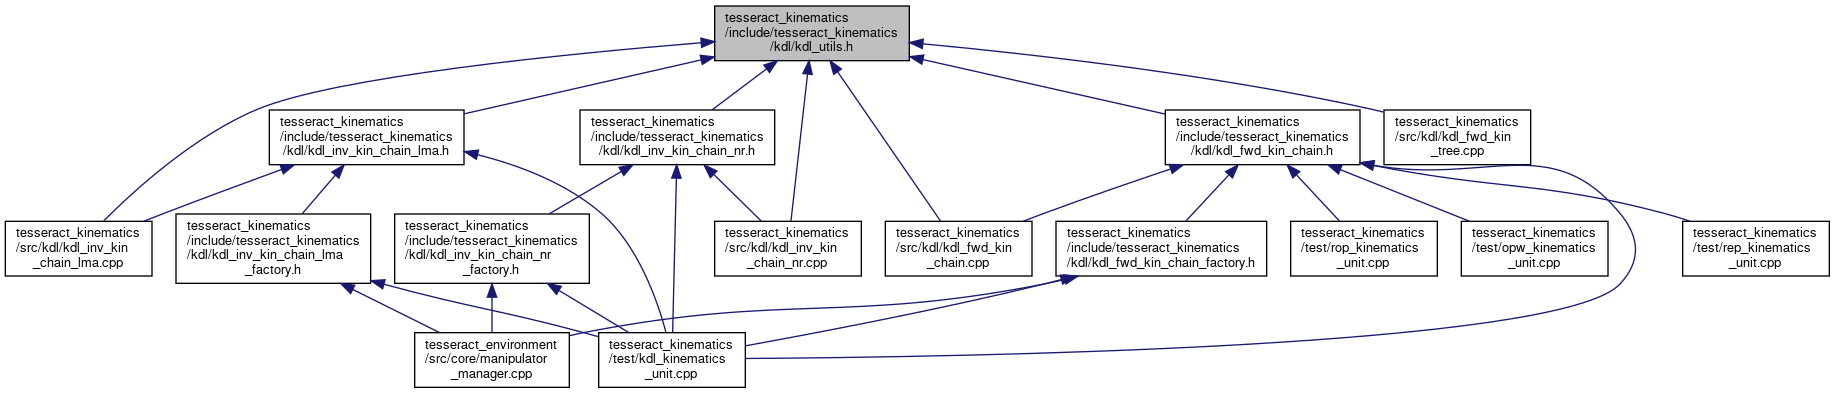 tesseract_kinematics
/include/tesseract_kinematics
/kdl/kdl_utils.h
tesseract_kinematics
/include/tesseract_kinematics
/kdl/kdl_inv_kin_chain_lma.h
tesseract_kinematics
/include/tesseract_kinematics
/kdl/kdl_inv_kin_chain_nr.h
tesseract_kinematics
/include/tesseract_kinematics
/kdl/kdl_fwd_kin_chain.h
tesseract_kinematics
/src/kdl/kdl_fwd_kin
_tree.cpp
tesseract_kinematics
/src/kdl/kdl_inv_kin
_chain_lma.cpp
tesseract_kinematics
/include/tesseract_kinematics
/kdl/kdl_inv_kin_chain_lma
_factory.h
tesseract_kinematics
/include/tesseract_kinematics
/kdl/kdl_inv_kin_chain_nr
_factory.h
tesseract_kinematics
/src/kdl/kdl_inv_kin
_chain_nr.cpp
tesseract_kinematics
/src/kdl/kdl_fwd_kin
_chain.cpp
tesseract_kinematics
/include/tesseract_kinematics
/kdl/kdl_fwd_kin_chain_factory.h
tesseract_kinematics
/test/rop_kinematics
_unit.cpp
tesseract_kinematics
/test/opw_kinematics
_unit.cpp
tesseract_kinematics
/test/rep_kinematics
_unit.cpp
tesseract_environment
/src/core/manipulator
_manager.cpp
tesseract_kinematics
/test/kdl_kinematics
_unit.cpp